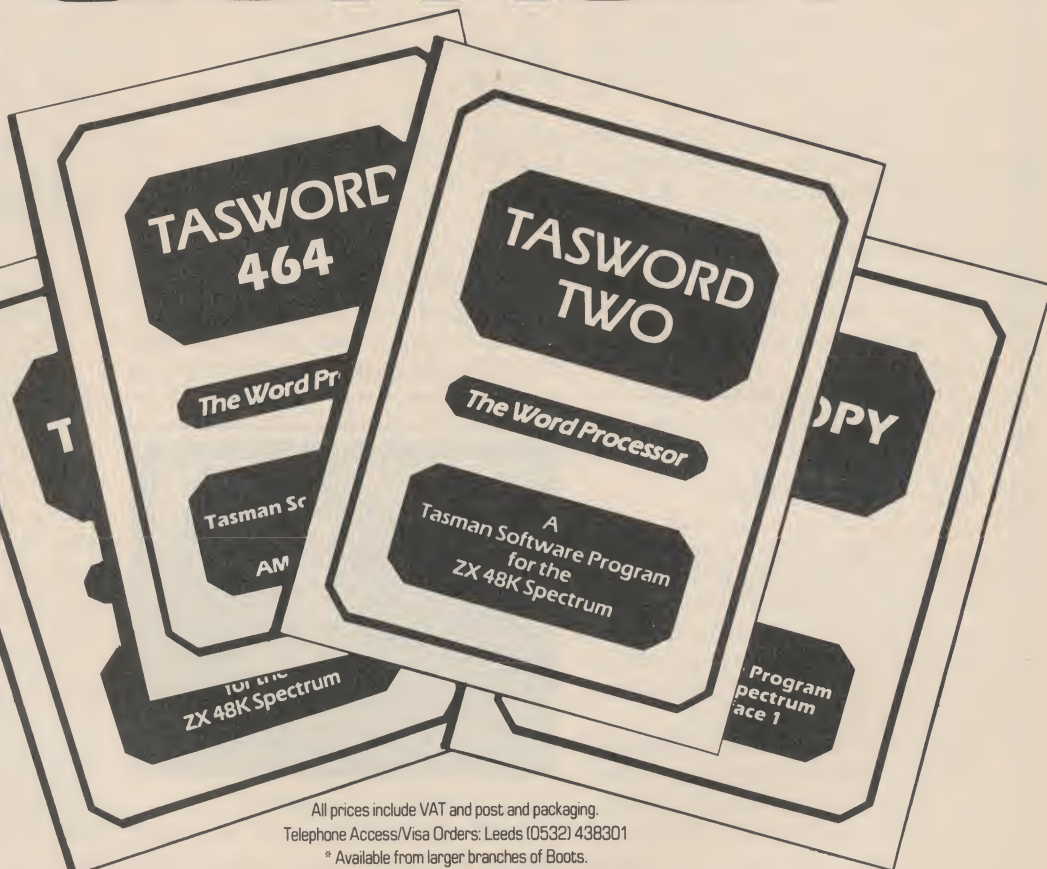 TASWORD
464
The Word
Tasman
AM
TASWORD
TWO
The Word Processor
A
Tasman Software Program
for the
ZX 48K Spectrum
T
for the
ZX 48K Spectrum
OPY
Program
pectrum
ace 1
All prices include VAT and post and packaging.
Telephone Access/Visa Orders: Leeds (0532) 438301
* Available from larger branches of Boots.